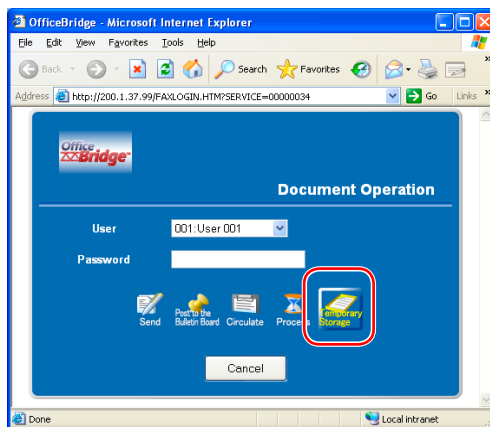 OfficeBridge - Microsoft Internet Explorer
File Edit View Favorites Tools Help
Back Search Favorites »
Address http://200.1.37.99/FAXLOGIN.HTM?SERVICE=00000034 Go Links »
Office
Bridge
Document Operation
User 001:User 001
Password
Send Post to the Bulletin Board Circulate Process Temporary Storage
Cancel
Done Local intranet